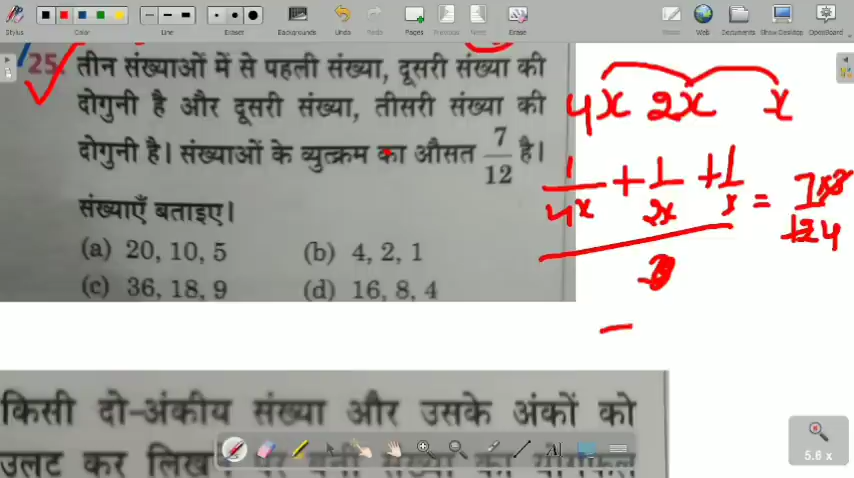 Stylus Color Line Eraser Backgrounds Undo Redo Pages Previous Next Erase Board Web Documents Show Desktop OpenBoard
25. तीन संख्याओं में से पहली संख्या, दूसरी संख्या की
दोगुनी है और दूसरी संख्या, तीसरी संख्या की
दोगुनी है। संख्याओं के व्युत्क्रम का औसत 7/12 है।
संख्याएँ बताइए।
(a) 20, 10, 5 (b) 4, 2, 1
(c) 36, 18, 9 (d) 16, 8, 4
4x 2x x
1/4x + 1/2x + 1/x = 7
4
किसी दो-अंकीय संख्या और उसके अंकों को
उलट कर लिख
5.6 x